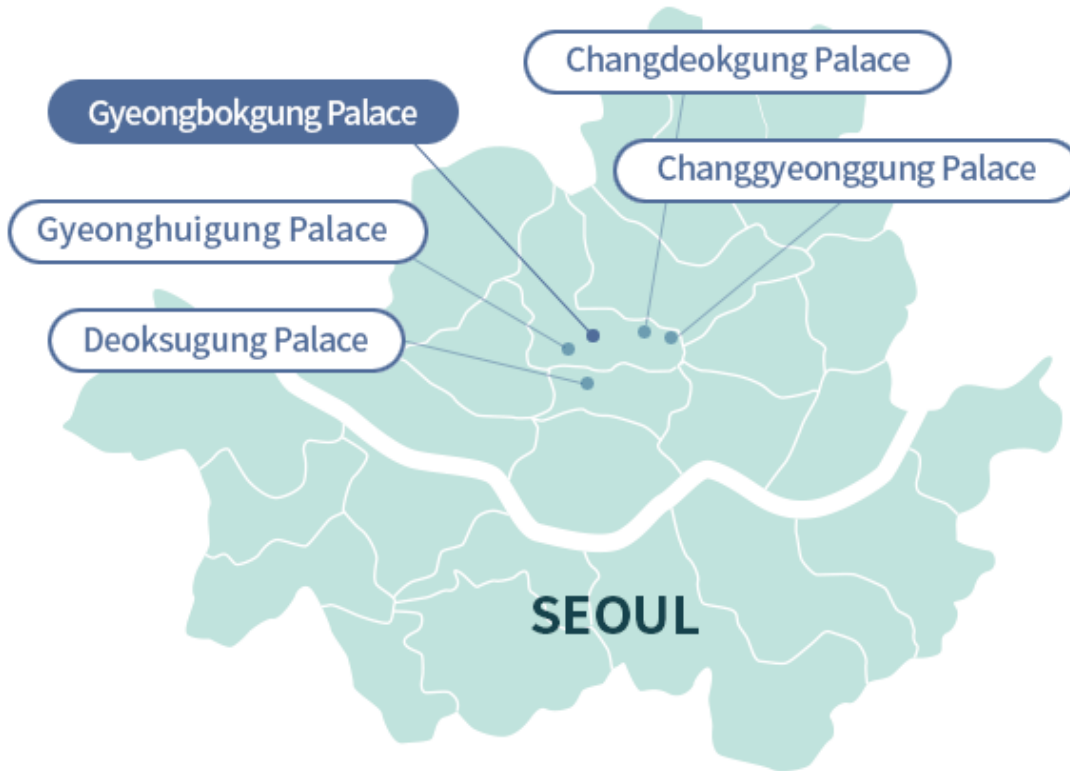 Changdeokgung Palace
Gyeongbokgung Palace
Changgyeonggung Palace
Gyeonghuigung Palace
Deoksugung Palace
SEOUL